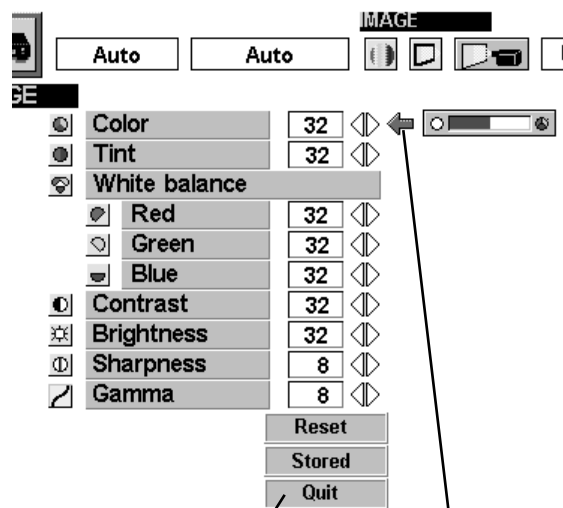 IMAGE
Auto Auto
GE
Color 32
Tint 32
White balance
Red 32
Green 32
Blue 32
Contrast 32
Brightness 32
Sharpness 8
Gamma 8
Reset
Stored
Quit